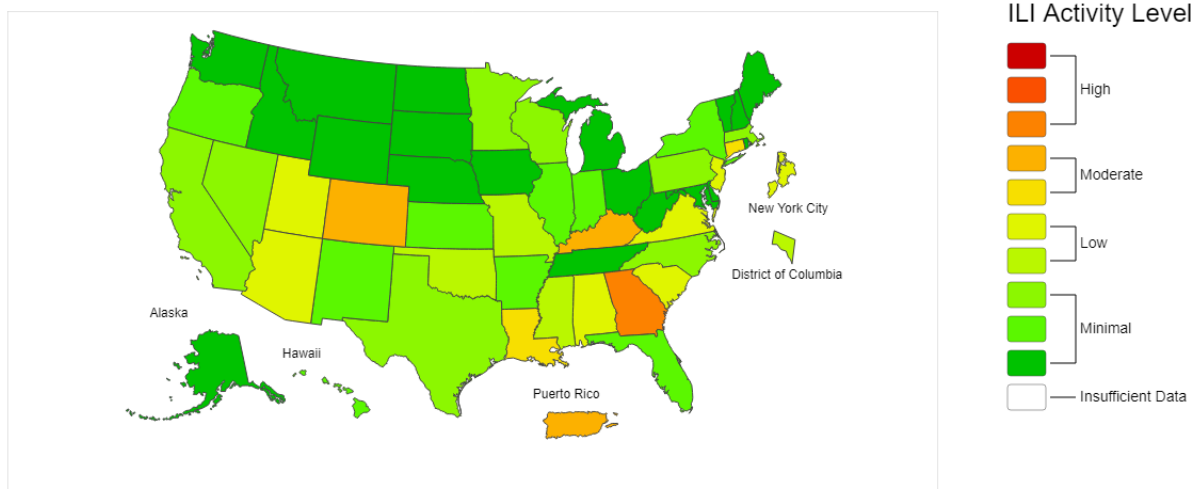 ILI Activity Level
High
Moderate
New York City
Low
District of Columbia
Alaska
Minimal
Hawaii
Puerto Rico
Insufficient Data